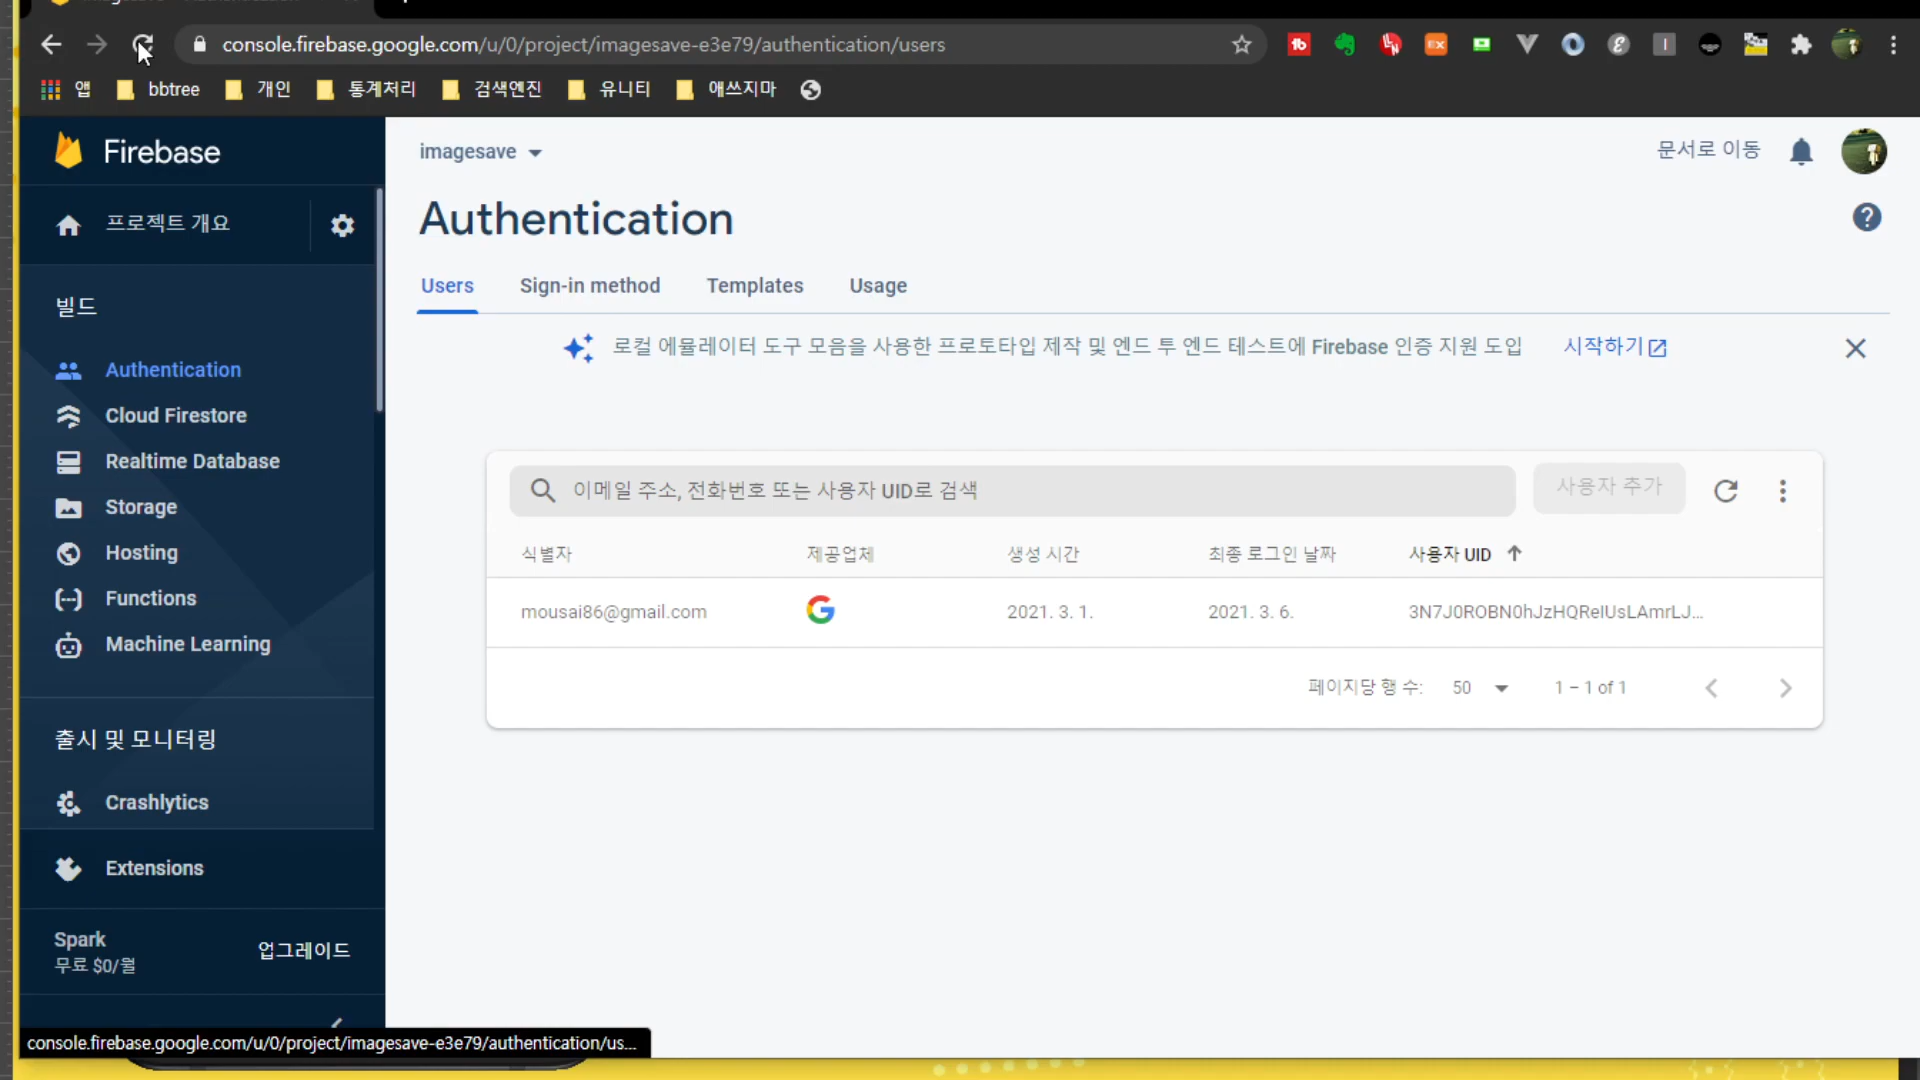 console.firebase.google.com/u/0/project/imagesave-e3e79/authentication/users
앱 bbtree 개인 통계처리 검색엔진 유니티 애쓰지마
Firebase
imagesave
문서로 이동
프로젝트 개요
Authentication
Users Sign-in method Templates Usage
로컬 에뮬레이터 도구 모음을 사용한 프로토타입 제작 및 엔드 투 엔드 테스트에 Firebase 인증 지원 도입 시작하기
빌드
Authentication
Cloud Firestore
Realtime Database
Storage
Hosting
Functions
Machine Learning
출시 및 모니터링
Crashlytics
Extensions
Spark
무료 $0/월
업그레이드
이메일 주소, 전화번호 또는 사용자 UID로 검색
사용자 추가
식별자 제공업체 생성 시간 최종 로그인 날짜 사용자 UID
mousai86@gmail.com 2021. 3. 1. 2021. 3. 6. 3N7J0ROBN0hJzHQReIUsLAmrLJ...
페이지당 행 수: 50 1 – 1 of 1
console.firebase.google.com/u/0/project/imagesave-e3e79/authentication/us...